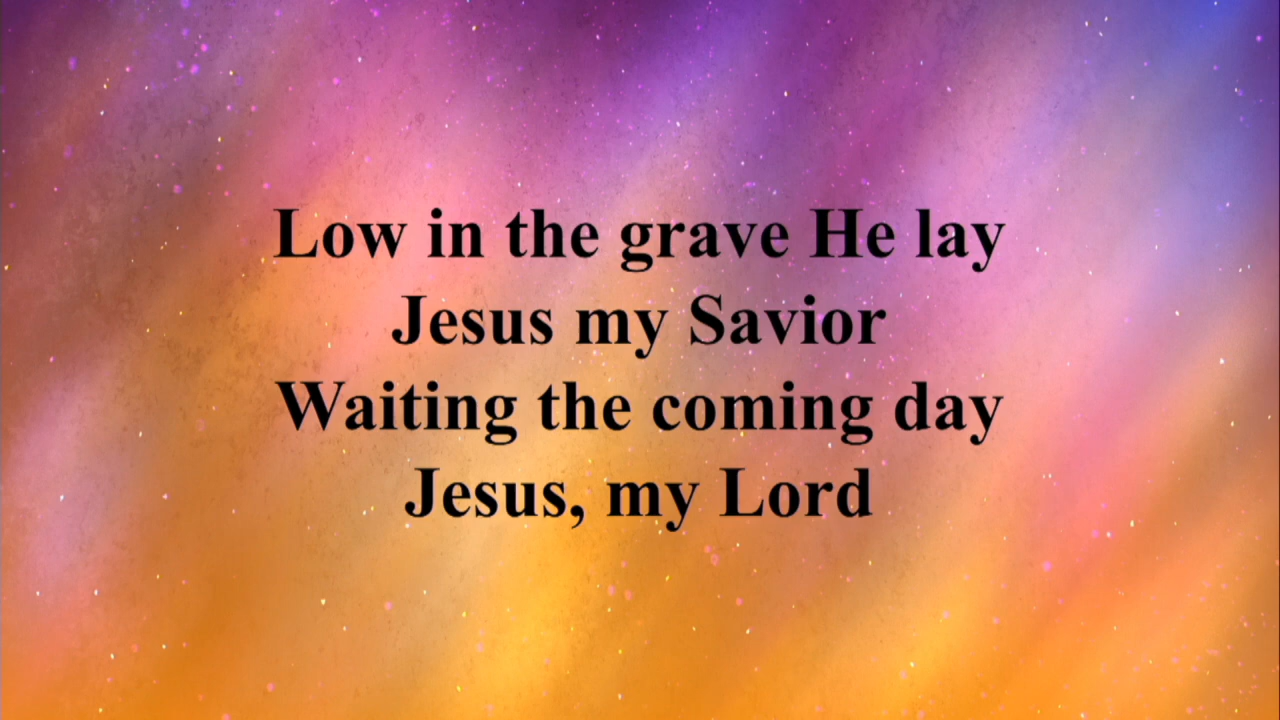 Low in the grave He lay
Jesus my Savior
Waiting the coming day
Jesus, my Lord